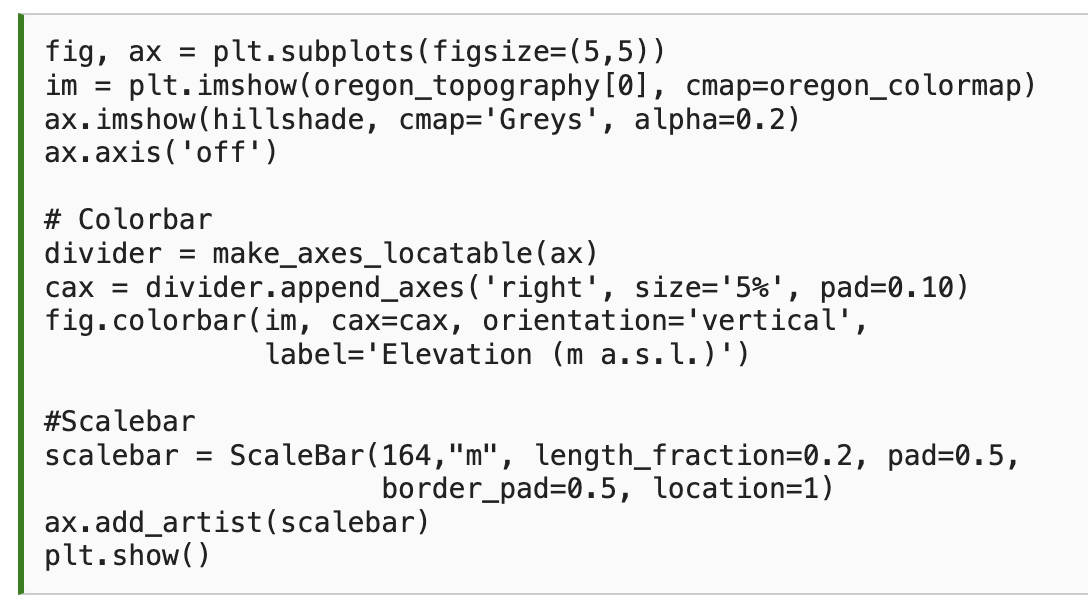 fig, ax = plt.subplots(figsize=(5,5))
im = plt.imshow(oregon_topography[0], cmap=oregon_colormap)
ax.imshow(hillshade, cmap='Greys', alpha=0.2)
ax.axis('off')

# Colorbar
divider = make_axes_locatable(ax)
cax = divider.append_axes('right', size='5%', pad=0.10)
fig.colorbar(im, cax=cax, orientation='vertical',
             label='Elevation (m a.s.l.)')

#Scalebar
scalebar = ScaleBar(164,"m", length_fraction=0.2, pad=0.5,
                    border_pad=0.5, location=1)
ax.add_artist(scalebar)
plt.show()